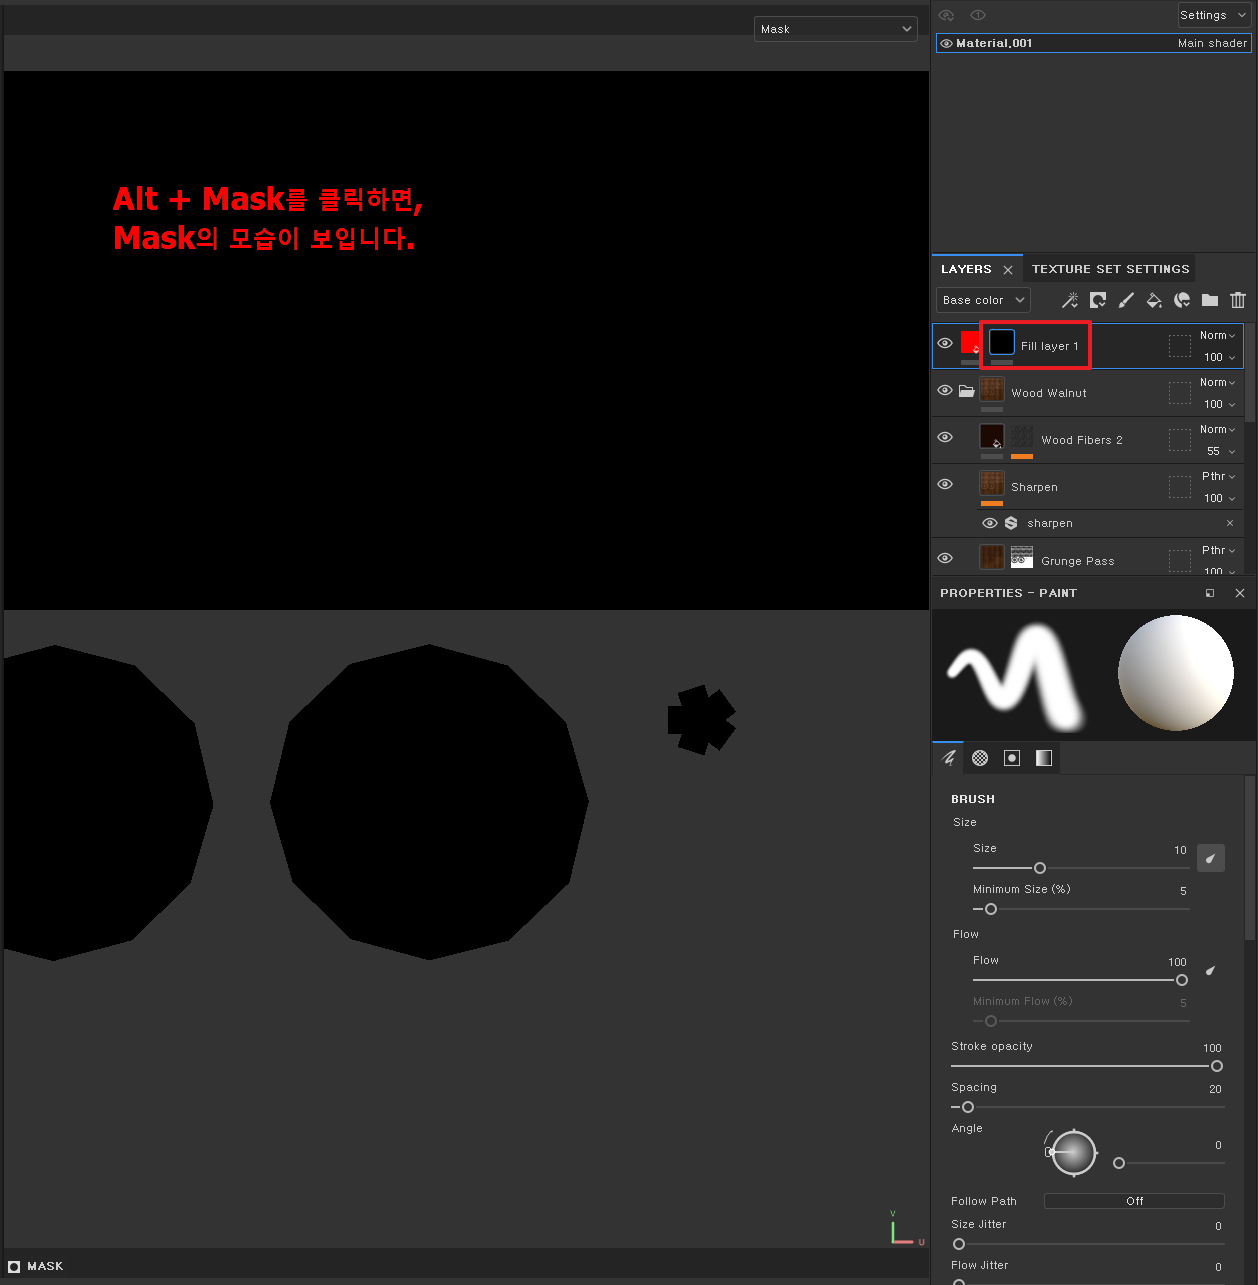 Mask
Settings
Material.001
Main shader
Alt + Mask를 클릭하면,
Mask의 모습이 보입니다.
LAYERS
TEXTURE SET SETTINGS
Base color
Fill layer 1
Norm
100
Wood Walnut
Norm
100
Wood Fibers 2
Norm
55
Sharpen
Pthr
100
sharpen
Grunge Pass
Pthr
100
PROPERTIES - PAINT
BRUSH
Size
Size
10
Minimum Size (%)
5
Flow
Flow
100
Minimum Flow (%)
5
Stroke opacity
100
Spacing
20
Angle
0
Follow Path
Off
Size Jitter
0
Flow Jitter
0
V
U
MASK